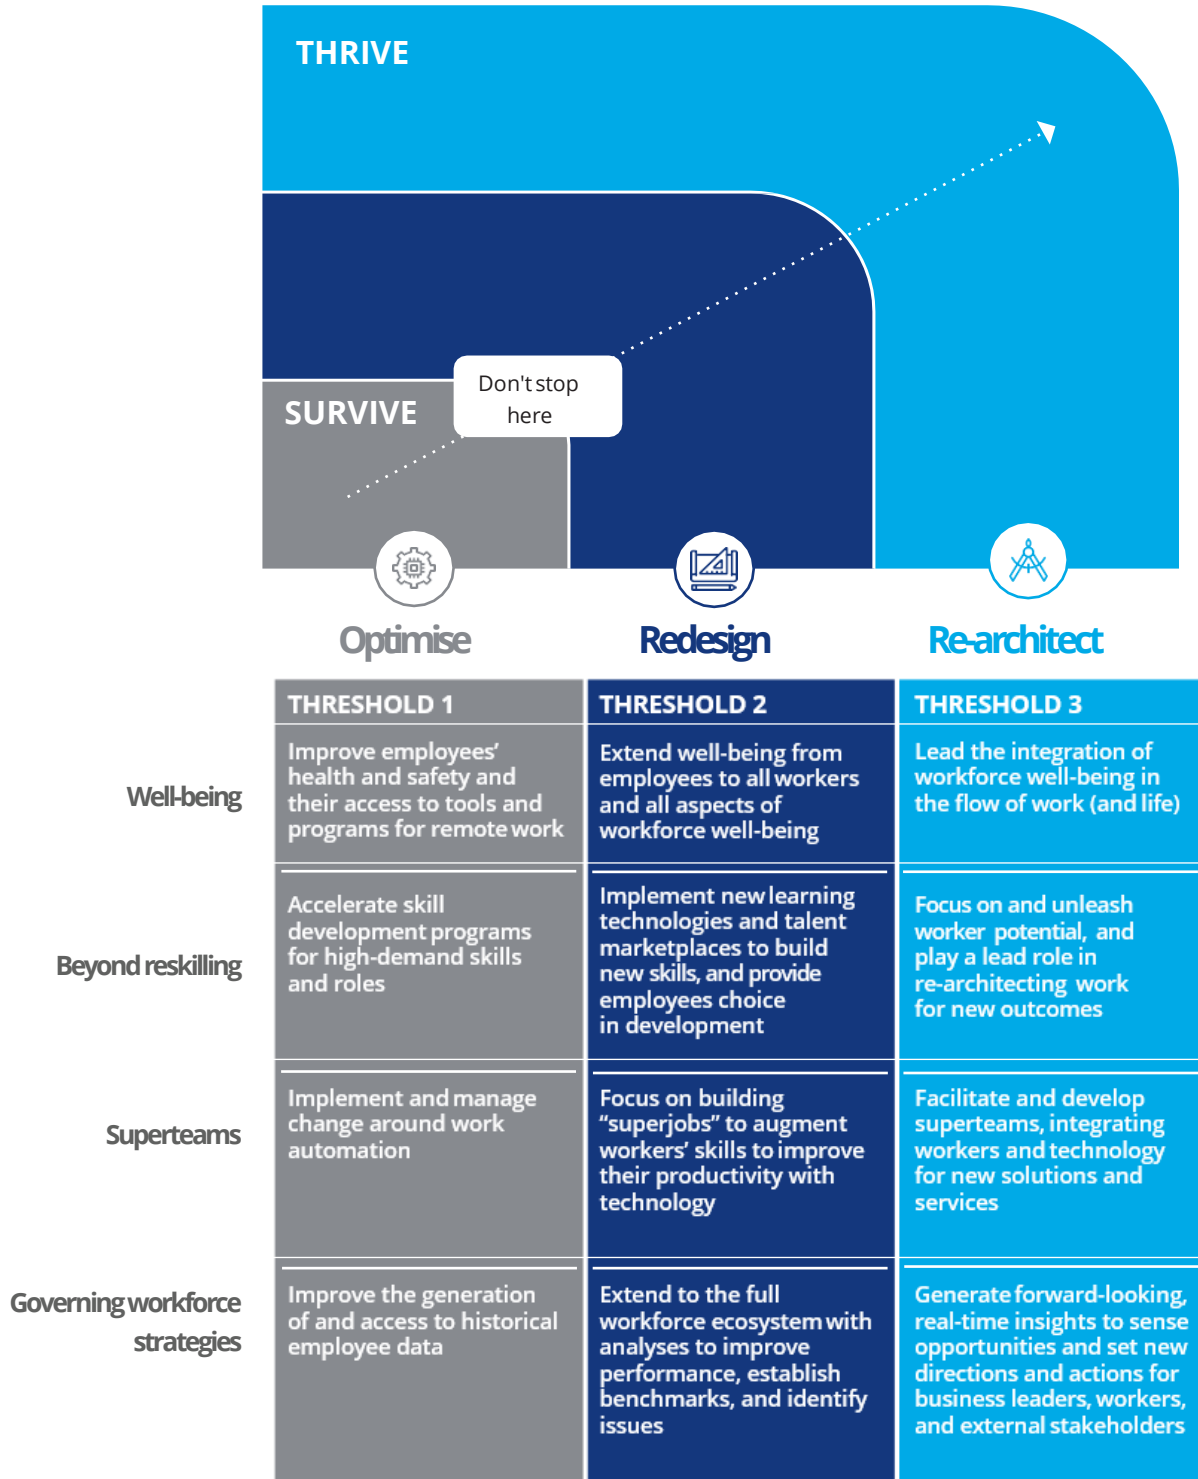 THRIVE
Don't stop
here
SURVIVE
Optimise
Redesign
Re-architect
THRESHOLD 1
THRESHOLD 2
THRESHOLD 3
Well-being
Improve employees’
health and safety and
their access to tools and
programs for remote work
Extend well-being from
employees to all workers
and all aspects of
workforce well-being
Lead the integration of
workforce well-being in
the flow of work (and life)
Beyond reskilling
Accelerate skill
development programs
for high-demand skills
and roles
Implement new learning
technologies and talent
marketplaces to build
new skills, and provide
employees choice
in development
Focus on and unleash
worker potential, and
play a lead role in
re-architecting work
for new outcomes
Superteams
Implement and manage
change around work
automation
Focus on building
“superjobs” to augment
workers’ skills to improve
their productivity with
technology
Facilitate and develop
superteams, integrating
workers and technology
for new solutions and
services
Governing workforce
strategies
Improve the generation
of and access to historical
employee data
Extend to the full
workforce ecosystem with
analyses to improve
performance, establish
benchmarks, and identify
issues
Generate forward-looking,
real-time insights to sense
opportunities and set new
directions and actions for
business leaders, workers,
and external stakeholders